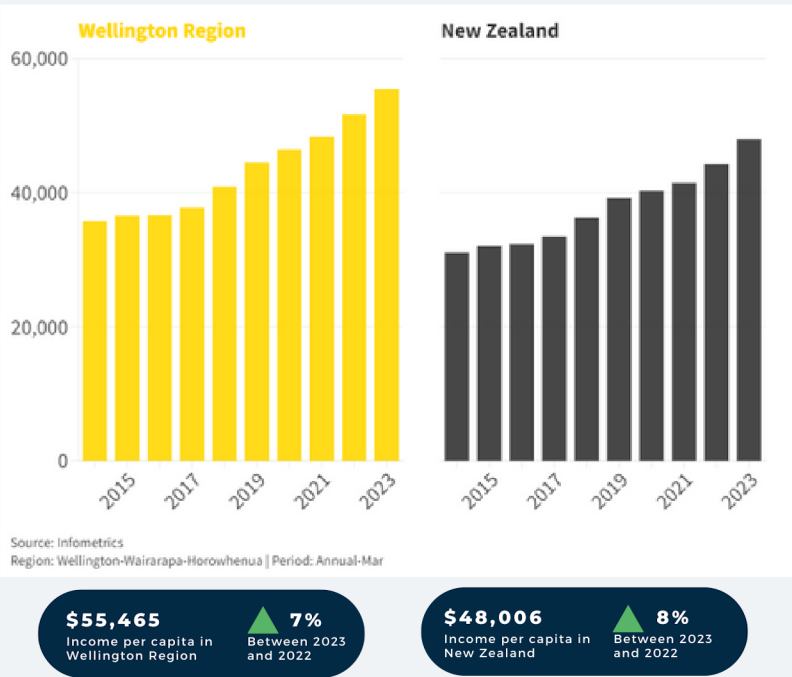 Wellington Region
New Zealand
60,000
40,000
20,000
0
2015
2017
2019
2021
2023
2015
2017
2019
2021
2023
Source: Infometrics
Region: Wellington-Wairarapa-Horowhenua | Period: Annual-Mar
$55,465
Income per capita in
Wellington Region
7%
Between 2023
and 2022
$48,006
Income per capita in
New Zealand
8%
Between 2023
and 2022